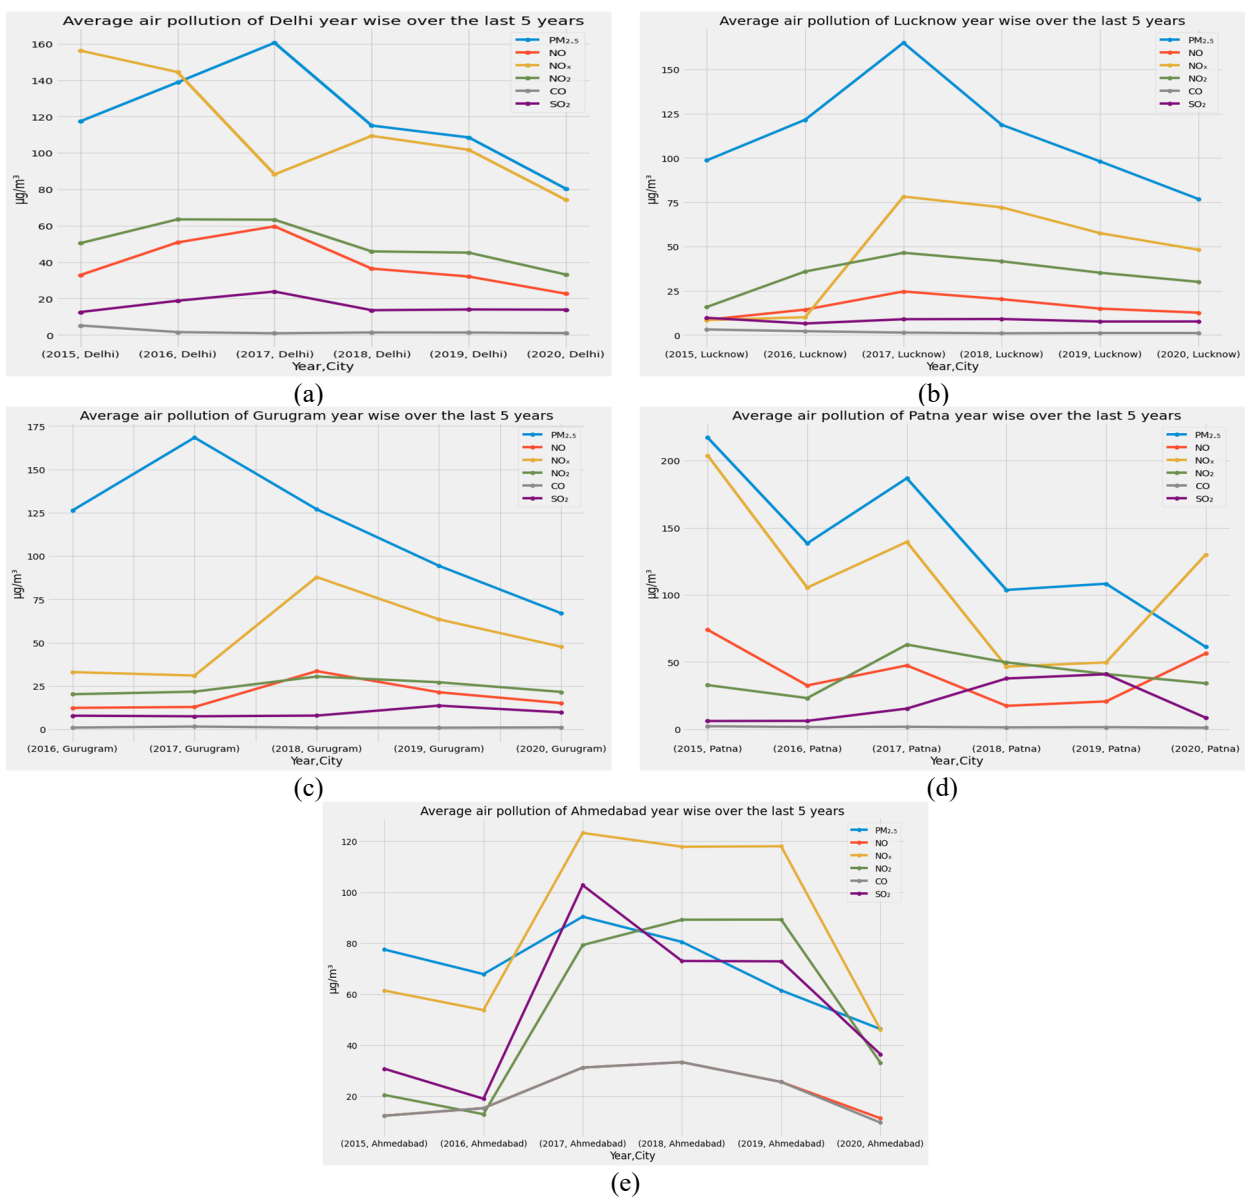 Average air pollution of Delhi year wise over the last 5 years
160
140
120
100
80
60
40
20
0
µg/m³
PM₂.₅
NO
NOₓ
NO₂
CO
SO₂
(2015, Delhi) (2016, Delhi) (2017, Delhi) (2018, Delhi) (2019, Delhi) (2020, Delhi)
Year,City
(a)
Average air pollution of Lucknow year wise over the last 5 years
150
125
100
75
50
25
0
µg/m³
PM₂.₅
NO
NOₓ
NO₂
CO
SO₂
(2015, Lucknow) (2016, Lucknow) (2017, Lucknow) (2018, Lucknow) (2019, Lucknow) (2020, Lucknow)
Year,City
(b)
Average air pollution of Gurugram year wise over the last 5 years
175
150
125
100
75
50
25
0
µg/m³
PM₂.₅
NO
NOₓ
NO₂
CO
SO₂
(2016, Gurugram) (2017, Gurugram) (2018, Gurugram) (2019, Gurugram) (2020, Gurugram)
Year,City
(c)
Average air pollution of Patna year wise over the last 5 years
200
150
100
50
0
µg/m³
PM₂.₅
NO
NOₓ
NO₂
CO
SO₂
(2015, Patna) (2016, Patna) (2017, Patna) (2018, Patna) (2019, Patna) (2020, Patna)
Year,City
(d)
Average air pollution of Ahmedabad year wise over the last 5 years
120
100
80
60
40
20
µg/m³
PM₂.₅
NO
NOₓ
NO₂
CO
SO₂
(2015, Ahmedabad) (2016, Ahmedabad) (2017, Ahmedabad) (2018, Ahmedabad) (2019, Ahmedabad) (2020, Ahmedabad)
Year,City
(e)